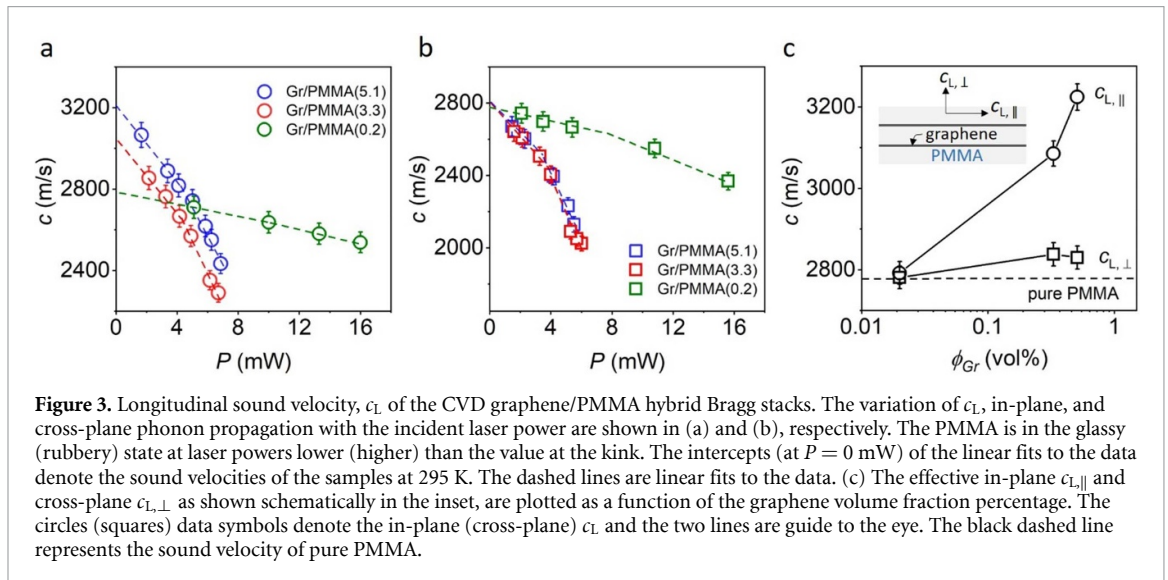 a
b
c
3200
2800
2400
c (m/s)
Gr/PMMA(5.1)
Gr/PMMA(3.3)
Gr/PMMA(0.2)
0 4 8 12 16
P (mW)
2800
2400
2000
c (m/s)
Gr/PMMA(5.1)
Gr/PMMA(3.3)
Gr/PMMA(0.2)
0 4 8 12 16
P (mW)
3200
3000
2800
c (m/s)
c_L,⊥
c_L,∥
graphene
PMMA
c_L,∥
c_L,⊥
pure PMMA
0.01 0.1 1
ϕ_Gr (vol%)
Figure 3. Longitudinal sound velocity, c_L of the CVD graphene/PMMA hybrid Bragg stacks. The variation of c_L, in-plane, and
cross-plane phonon propagation with the incident laser power are shown in (a) and (b), respectively. The PMMA is in the glassy
(rubbery) state at laser powers lower (higher) than the value at the kink. The intercepts (at P = 0 mW) of the linear fits to the data
denote the sound velocities of the samples at 295 K. The dashed lines are linear fits to the data. (c) The effective in-plane c_L,∥ and
cross-plane c_L,⊥ as shown schematically in the inset, are plotted as a function of the graphene volume fraction percentage. The
circles (squares) data symbols denote the in-plane (cross-plane) c_L and the two lines are guide to the eye. The black dashed line
represents the sound velocity of pure PMMA.